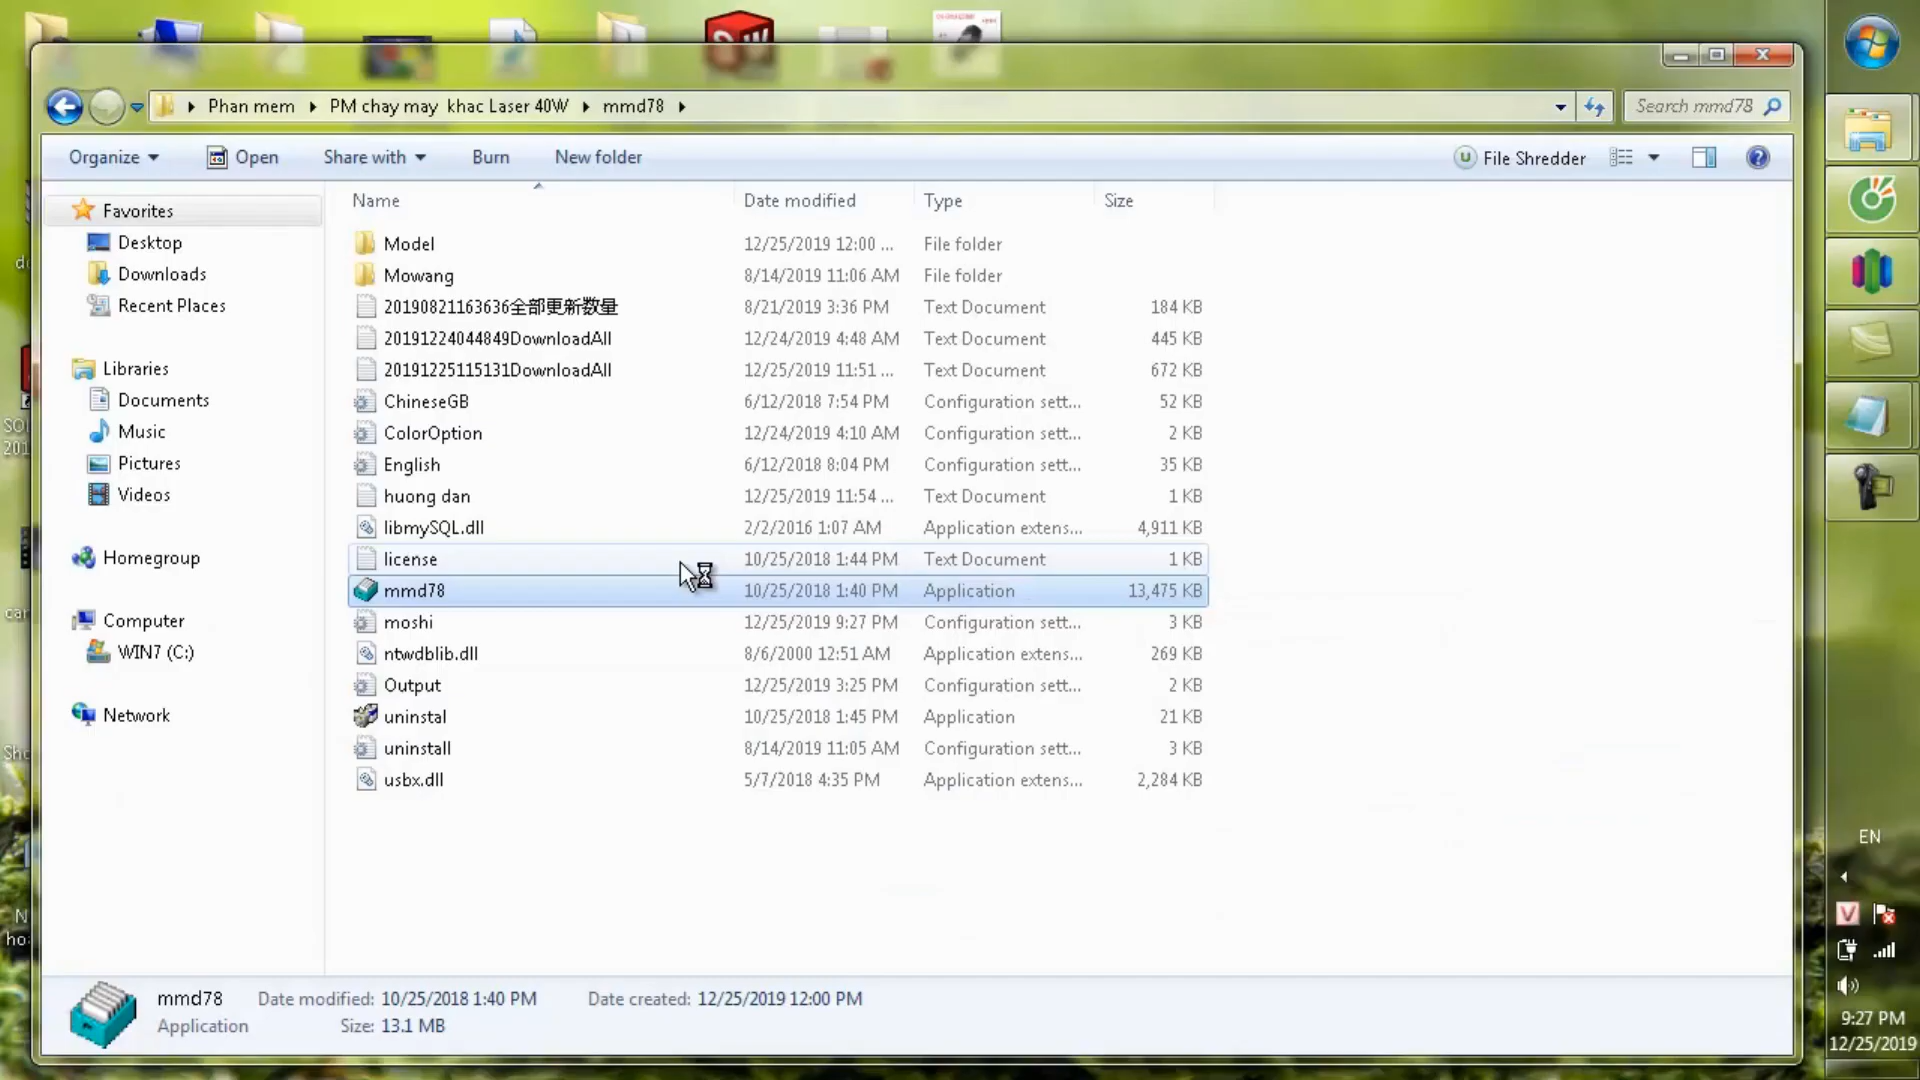 Phan mem PM chay may khac Laser 40W mmd78
Search mmd78
Organize Open Share with Burn New folder File Shredder
Name Date modified Type Size
Favorites
Desktop
Downloads
Recent Places
Libraries
Documents
Music
Pictures
Videos
Homegroup
Computer
WIN7 (C:)
Network
Model 12/25/2019 12:00 ... File folder
Mowang 8/14/2019 11:06 AM File folder
20190821163636全部更新数量 8/21/2019 3:36 PM Text Document 184 KB
20191224044849DownloadAll 12/24/2019 4:48 AM Text Document 445 KB
20191225115131DownloadAll 12/25/2019 11:51 ... Text Document 672 KB
ChineseGB 6/12/2018 7:54 PM Configuration sett... 52 KB
ColorOption 12/24/2019 4:10 AM Configuration sett... 2 KB
English 6/12/2018 8:04 PM Configuration sett... 35 KB
huong dan 12/25/2019 11:54 ... Text Document 1 KB
libmySQL.dll 2/2/2016 1:07 AM Application extens... 4,911 KB
license 10/25/2018 1:44 PM Text Document 1 KB
mmd78 10/25/2018 1:40 PM Application 13,475 KB
moshi 12/25/2019 9:27 PM Configuration sett... 3 KB
ntwdblib.dll 8/6/2000 12:51 AM Application extens... 269 KB
Output 12/25/2019 3:25 PM Configuration sett... 2 KB
uninstal 10/25/2018 1:45 PM Application 21 KB
uninstall 8/14/2019 11:05 AM Configuration sett... 3 KB
usbx.dll 5/7/2018 4:35 PM Application extens... 2,284 KB
mmd78 Date modified: 10/25/2018 1:40 PM Date created: 12/25/2019 12:00 PM
Application Size: 13.1 MB
EN
V
9:27 PM
12/25/2019